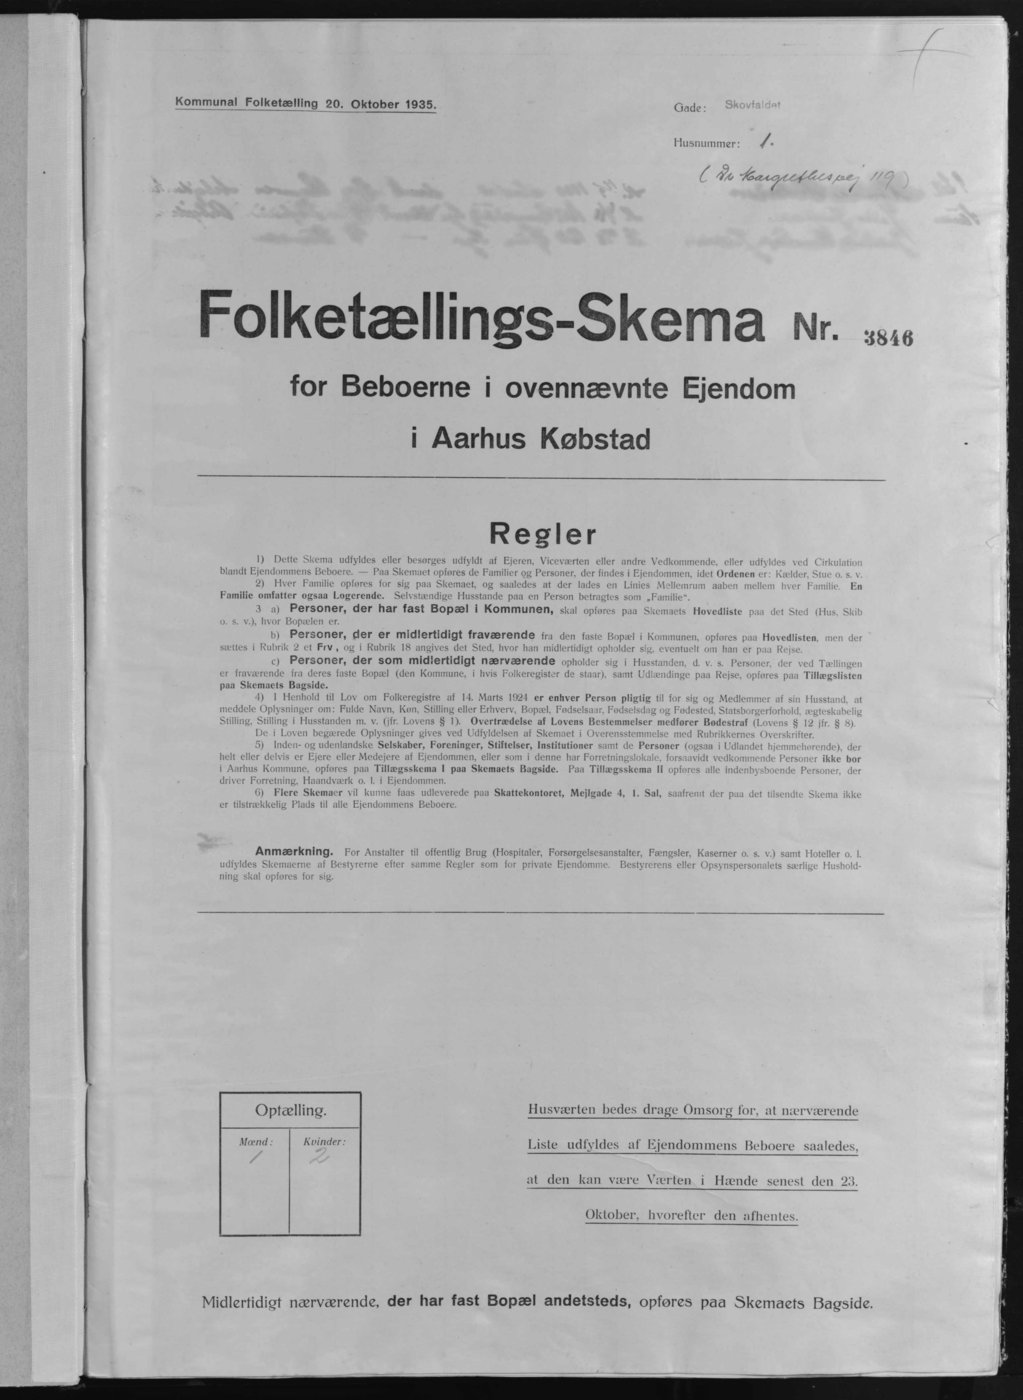 Kommunal Folketælling 20. Oktober 1935.
Gade: Skovfaldet
Husnummer: 1.
( Dr Margrethesvej 119 )
Folketællings-Skema Nr. 3846
for Beboerne i ovennævnte Ejendom
i Aarhus Købstad
Regler
1) Dette Skema udfyldes eller besørges udfyldt af Ejeren, Viceværten eller andre Vedkommende, eller udfyldes ved Cirkulation
blandt Ejendommens Beboere. — Paa Skemaet opføres de Familier og Personer, der findes i Ejendommen, idet Ordenen er: Kælder, Stue o. s. v.
2) Hver Familie opføres for sig paa Skemaet, og saaledes at der lades en Linies Mellemrum aaben mellem hver Familie. En
Familie omfatter ogsaa Logerende. Selvstændige Husstande paa en Person betragtes som „Familie“.
3 a) Personer, der har fast Bopæl i Kommunen, skal opføres paa Skemaets Hovedliste paa det Sted (Hus, Skib
o. s. v.), hvor Bopælen er.
b) Personer, der er midlertidigt fraværende fra den faste Bopæl i Kommunen, opføres paa Hovedlisten, men der
sættes i Rubrik 2 et Frv., og i Rubrik 18 angives det Sted, hvor han midlertidigt opholder sig, eventuelt om han er paa Rejse.
c) Personer, der som midlertidigt nærværende opholder sig i Husstanden, d. v. s. Personer, der ved Tællingen
er fraværende fra deres faste Bopæl (den Kommune, i hvis Folkeregister de staar), samt Udlændinge paa Rejse, opføres paa Tillægslisten
paa Skemaets Bagside.
4) I Henhold til Lov om Folkeregistre af 14. Marts 1924 er enhver Person pligtig til for sig og Medlemmer af sin Husstand, at
meddele Oplysninger om: Fulde Navn, Køn, Stilling eller Erhverv, Bopæl, Fødselsaar, Fødselsdag og Fødested, Statsborgerforhold, ægteskabelig
Stilling, Stilling i Husstanden m. v. (jfr. Lovens § 1). Overtrædelse af Lovens Bestemmelser medfører Bødestraf (Lovens § 12 jfr. § 8).
De i Loven begærede Oplysninger gives ved Udfyldelsen af Skemaet i Overensstemmelse med Rubrikkernes Overskrifter.
5) Inden- og udenlandske Selskaber, Foreninger, Stiftelser, Institutioner samt de Personer (ogsaa i Udlandet hjemmehørende), der
helt eller delvis er Ejere eller Medejere af Ejendommen, eller som i denne har Forretningslokale, forsaavidt vedkommende Personer ikke bor
i Aarhus Kommune, opføres paa Tillægsskema I paa Skemaets Bagside. Paa Tillægsskema II opføres alle indenbysboende Personer, der
driver Forretning, Haandværk o. l. i Ejendommen.
6) Flere Skemaer vil kunne faas udleverede paa Skattekontoret, Mejlgade 4, 1. Sal, saafremt der paa det tilsendte Skema ikke
er tilstrækkelig Plads til alle Ejendommens Beboere.
Anmærkning. For Anstalter til offentlig Brug (Hospitaler, Forsørgelsesanstalter, Fængsler, Kaserner o. s. v.) samt Hoteller o. l.
udfyldes Skemaerne af Bestyrerne efter samme Regler som for private Ejendomme. Bestyrerens eller Opsynspersonalets særlige Hushold-
ning skal opføres for sig.
Optælling.
Mænd: Kvinder:
1 2
Husværten bedes drage Omsorg for, at nærværende
Liste udfyldes af Ejendommens Beboere saaledes,
at den kan være Værten i Hænde senest den 23.
Oktober, hvorefter den afhentes.
Midlertidigt nærværende, der har fast Bopæl andetsteds, opføres paa Skemaets Bagside.